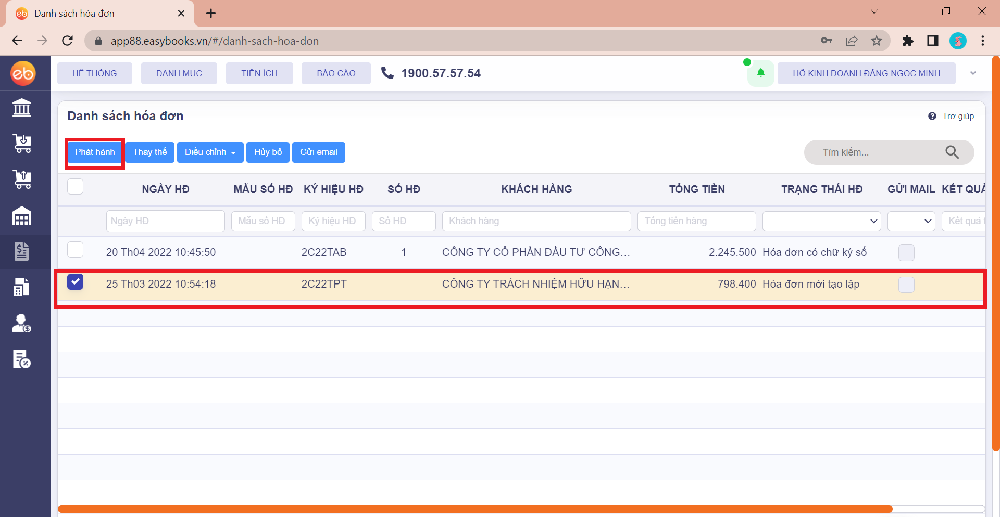 Danh sách hóa đơn
app88.easybooks.vn/#/danh-sach-hoa-don
eb
HỆ THỐNG
DANH MỤC
TIỆN ÍCH
BÁO CÁO
1900.57.57.54
HỘ KINH DOANH ĐẶNG NGỌC MINH
Danh sách hóa đơn
Trợ giúp
Phát hành
Thay thế
Điều chỉnh
Hủy bỏ
Gửi email
Tìm kiếm...
NGÀY HĐ MẪU SỐ HĐ KÝ HIỆU HĐ SỐ HĐ KHÁCH HÀNG TỔNG TIỀN TRẠNG THÁI HĐ GỬI MAIL KẾT QUẢ
Ngày HĐ Mẫu số HĐ Ký hiệu HĐ Số HĐ Khách hàng Tổng tiền hàng Kết quả t
20 Th04 2022 10:45:50 2C22TAB 1 CÔNG TY CỔ PHẦN ĐẦU TƯ CÔNG... 2.245.500 Hóa đơn có chữ ký số
25 Th03 2022 10:54:18 2C22TPT CÔNG TY TRÁCH NHIỆM HỮU HẠN... 798.400 Hóa đơn mới tạo lập